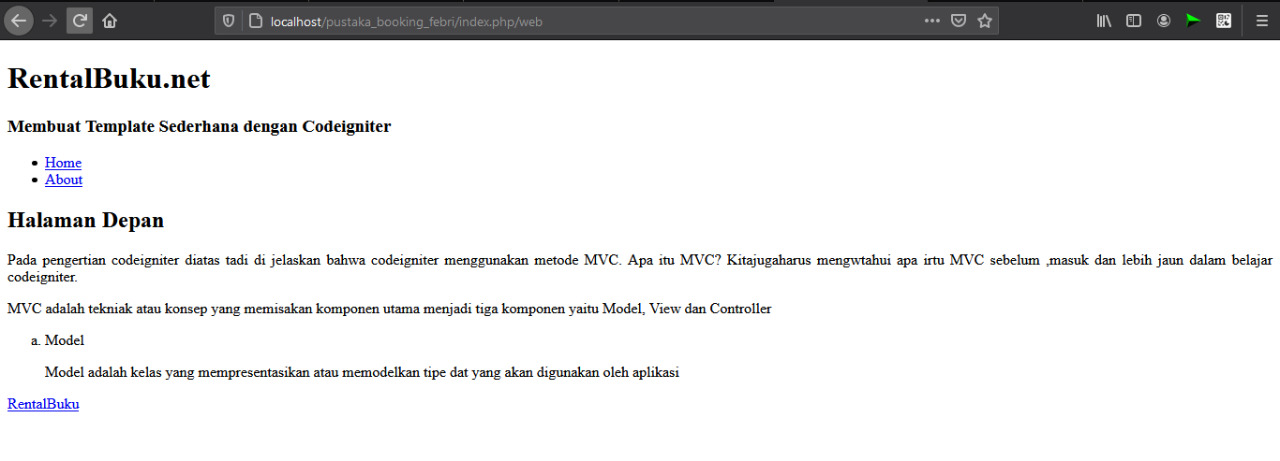 localhost/pustaka_booking_febri/index.php/web
RentalBuku.net
Membuat Template Sederhana dengan Codeigniter
• Home
• About
Halaman Depan
Pada pengertian codeigniter diatas tadi di jelaskan bahwa codeigniter menggunakan metode MVC. Apa itu MVC? Kitajugaharus mengwtahui apa irtu MVC sebelum ,masuk dan lebih jaun dalam belajar
codeigniter.
MVC adalah tekniak atau konsep yang memisakan komponen utama menjadi tiga komponen yaitu Model, View dan Controller
a. Model
Model adalah kelas yang mempresentasikan atau memodelkan tipe dat yang akan digunakan oleh aplikasi
RentalBuku